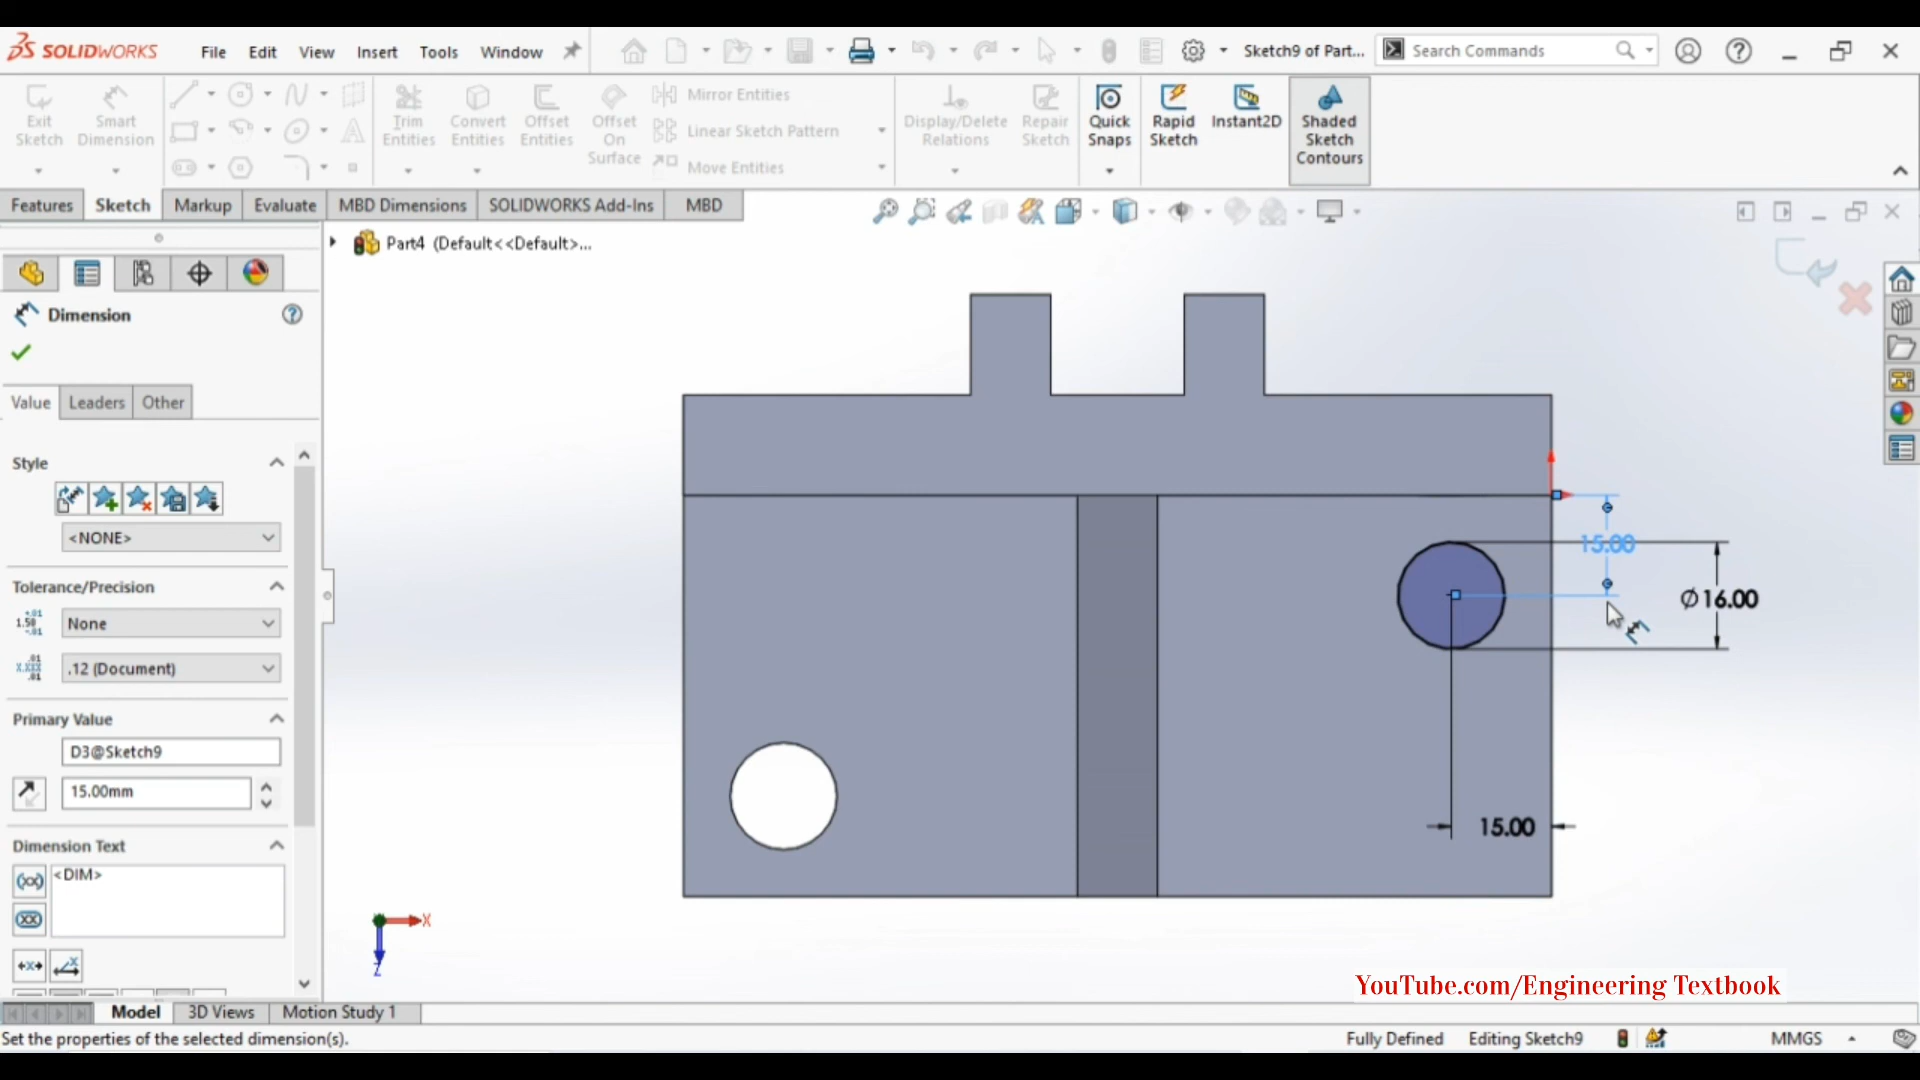 SOLIDWORKS File Edit View Insert Tools Window Sketch9 of Part... Search Commands
Exit Sketch
Smart Dimension
Trim Entities
Convert Entities
Offset Entities
Offset On Surface
Mirror Entities
Linear Sketch Pattern
Move Entities
Display/Delete Relations
Repair Sketch
Quick Snaps
Rapid Sketch
Instant2D
Shaded Sketch Contours
Features Sketch Markup Evaluate MBD Dimensions SOLIDWORKS Add-Ins MBD
Part4 (Default<<Default>...
Dimension
Value Leaders Other
Style
<NONE>
Tolerance/Precision
None
.12 (Document)
Primary Value
D3@Sketch9
15.00mm
Dimension Text
<DIM>
15.00
Ø16.00
15.00
X
Z
YouTube.com/Engineering Textbook
Model 3D Views Motion Study 1
Set the properties of the selected dimension(s). Fully Defined Editing Sketch9 MMGS